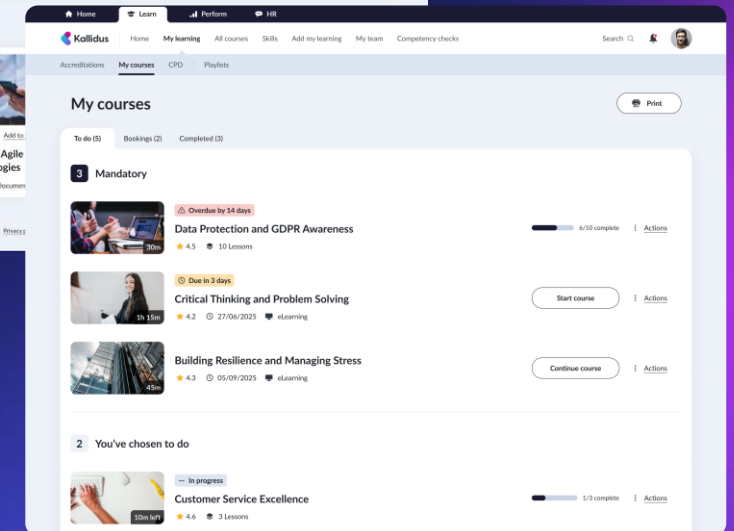 Home Learn Perform HR
Kallidus Home My learning All courses Skills Add my learning My team Competency checks Search
Accreditations My courses CPD Playlists
My courses
Print
To do (5) Bookings (2) Completed (3)
3 Mandatory
Overdue by 14 days
Data Protection and GDPR Awareness
6/10 complete Actions
30m
4.5 10 Lessons
Due in 3 days
Critical Thinking and Problem Solving
Start course Actions
1h 15m
4.2 27/06/2025 eLearning
Building Resilience and Managing Stress
Continue course Actions
45m
4.3 05/09/2025 eLearning
2 You've chosen to do
In progress
Customer Service Excellence
1/3 complete Actions
10m left
4.6 3 Lessons
Add to
Agile